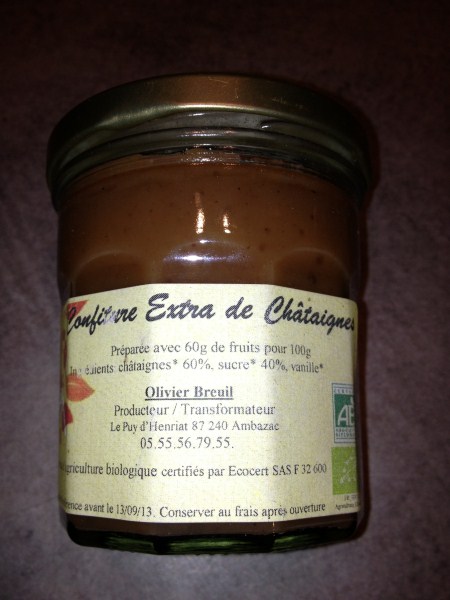 Confiture Extra de Châtaignes
Préparée avec 60g de fruits pour 100g
châtaignes* 60%, sucre* 40%, vanille*
Olivier Breuil
Producteur / Transformateur
Le Puy d'Henriat 87 240 Ambazac
05.55.56.79.55.
agriculture biologique certifiés par Ecocert SAS F 32 600
avant le 13/09/13. Conserver au frais après ouverture
AB